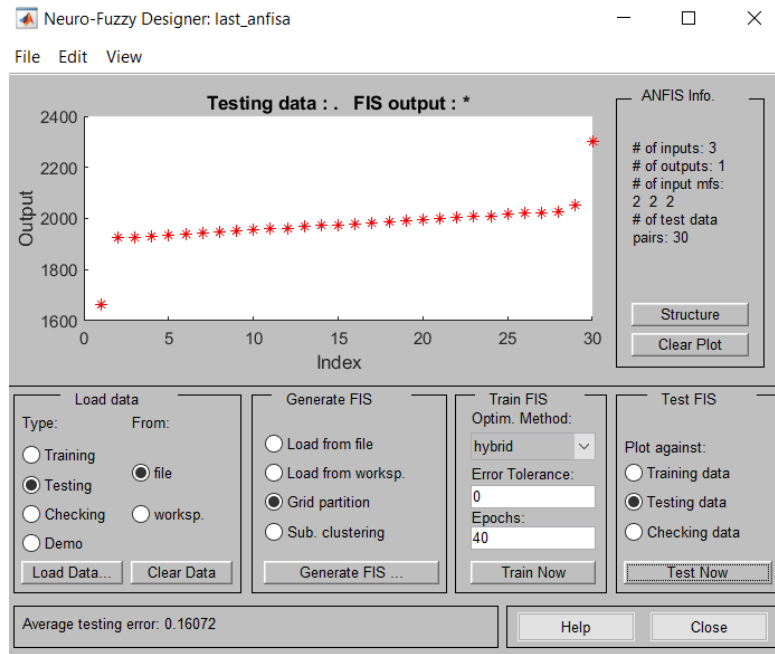 Neuro-Fuzzy Designer: last_anfisa
File Edit View
Testing data : . FIS output : *
2400
2200
2000
1800
1600
Output
0 5 10 15 20 25 30
Index
ANFIS Info.
# of inputs: 3
# of outputs: 1
# of input mfs:
2 2 2
# of test data
pairs: 30
Structure
Clear Plot
Load data
Type: From:
Training
Testing
Checking
Demo
file
worksp.
Load Data... Clear Data
Generate FIS
Load from file
Load from worksp.
Grid partition
Sub. clustering
Generate FIS ...
Train FIS
Optim. Method:
hybrid
Error Tolerance:
0
Epochs:
40
Train Now
Test FIS
Plot against:
Training data
Testing data
Checking data
Test Now
Average testing error: 0.16072
Help Close